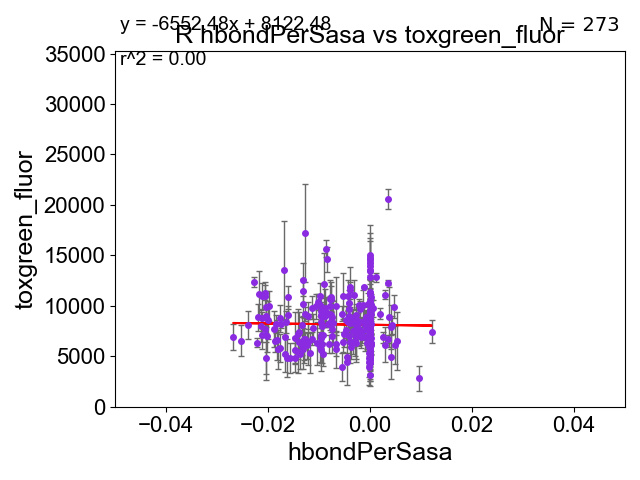 y = -6552.48x + 8122.48
N = 273
R hbondPerSasa vs toxgreen_fluor
r^2 = 0.00
35000
30000
25000
20000
15000
10000
5000
0
toxgreen_fluor
−0.04 −0.02 0.00 0.02 0.04
hbondPerSasa